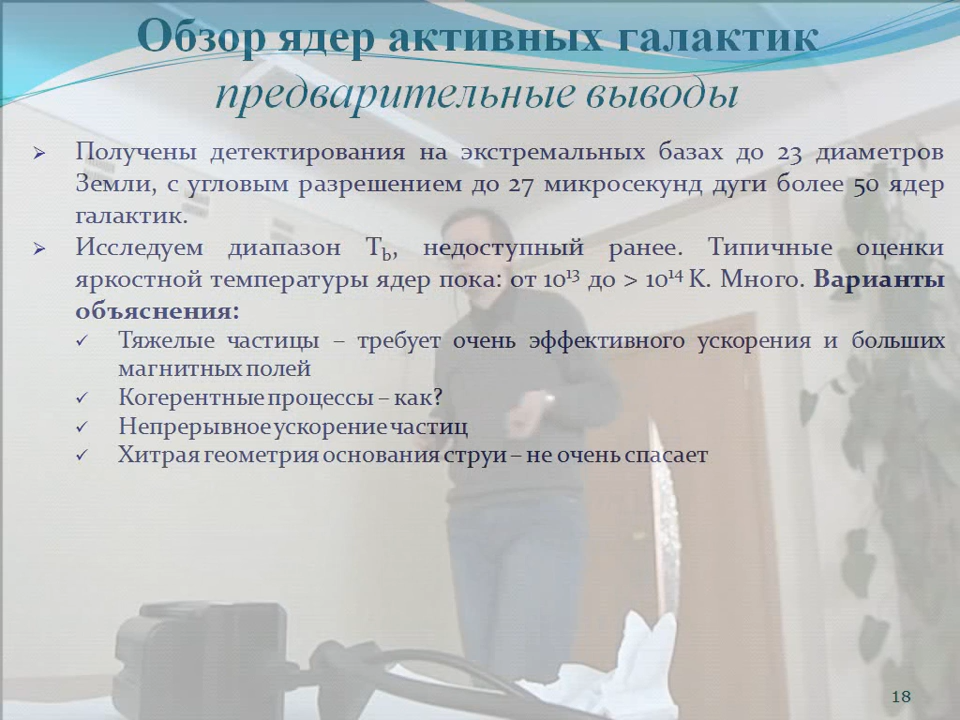 Обзор ядер активных галактик
предварительные выводы
➢ Получены детектирования на экстремальных базах до 23 диаметров
Земли, с угловым разрешением до 27 микросекунд дуги более 50 ядер
галактик.
➢ Исследуем диапазон Tb, недоступный ранее. Типичные оценки
яркостной температуры ядер пока: от 10¹³ до > 10¹⁴ K. Много. Варианты
объяснения:
✓ Тяжелые частицы – требует очень эффективного ускорения и больших
магнитных полей
✓ Когерентные процессы – как?
✓ Непрерывное ускорение частиц
✓ Хитрая геометрия основания струи – не очень спасает
18